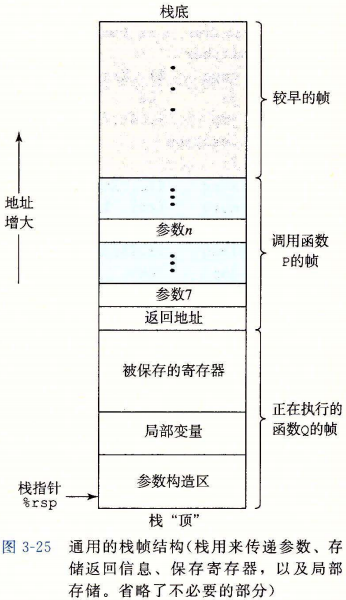 栈底
较早的帧
地址
增大
参数n
调用函数
P的帧
参数7
返回地址
被保存的寄存器
正在执行的
函数Q的帧
局部变量
参数构造区
栈指针
%rsp
栈“顶”
图 3-25 通用的栈帧结构(栈用来传递参数、存
储返回信息、保存寄存器，以及局部
存储。省略了不必要的部分)